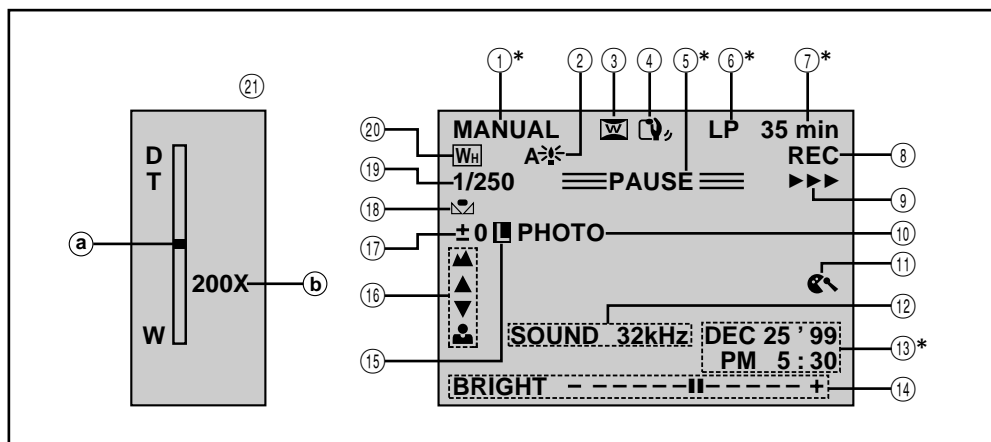 ①* ② ③ ④ ⑤* ⑥* ⑦*
㉑
D
T
ⓐ
200X ⓑ
W
⑳ MANUAL W LP 35 min
WH A REC ⑧
⑲ 1/250 PAUSE ►►► ⑨
⑱
⑰ ±0 L PHOTO ⑩
⑪
⑯ ▲
▼
⑫
SOUND 32kHz DEC 25 ’ 99
⑮ PM 5 : 30 ⑬*
BRIGHT – – – – – – – – – – – – + ⑭